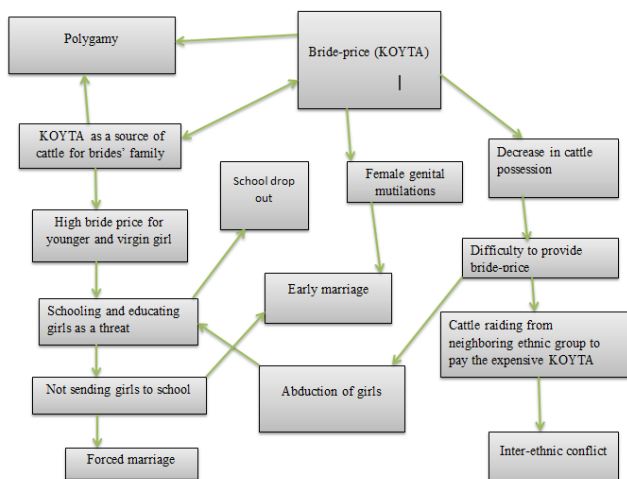 Polygamy
Bride-price (KOYTA)
KOYTA as a source of
cattle for brides' family
School drop
out
Female genital
mutilations
Decrease in cattle
possession
High bride price for
younger and virgin girl
Difficulty to provide
bride-price
Schooling and educating
girls as a threat
Early marriage
Cattle raiding from
neighboring ethnic group to
pay the expensive KOYTA
Not sending girls to school
Abduction of girls
Forced marriage
Inter-ethnic conflict